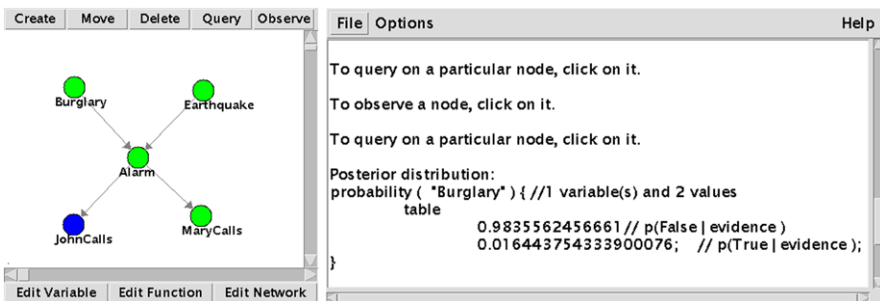 Create Move Delete Query Observe
Burglary
Earthquake
Alarm
JohnCalls
MaryCalls
Edit Variable Edit Function Edit Network
File Options Help
To query on a particular node, click on it.
To observe a node, click on it.
To query on a particular node, click on it.
Posterior distribution:
probability ( "Burglary" ) { //1 variable(s) and 2 values
table
0.9835562456661 // p(False | evidence )
0.016443754333900076; // p(True | evidence );
}